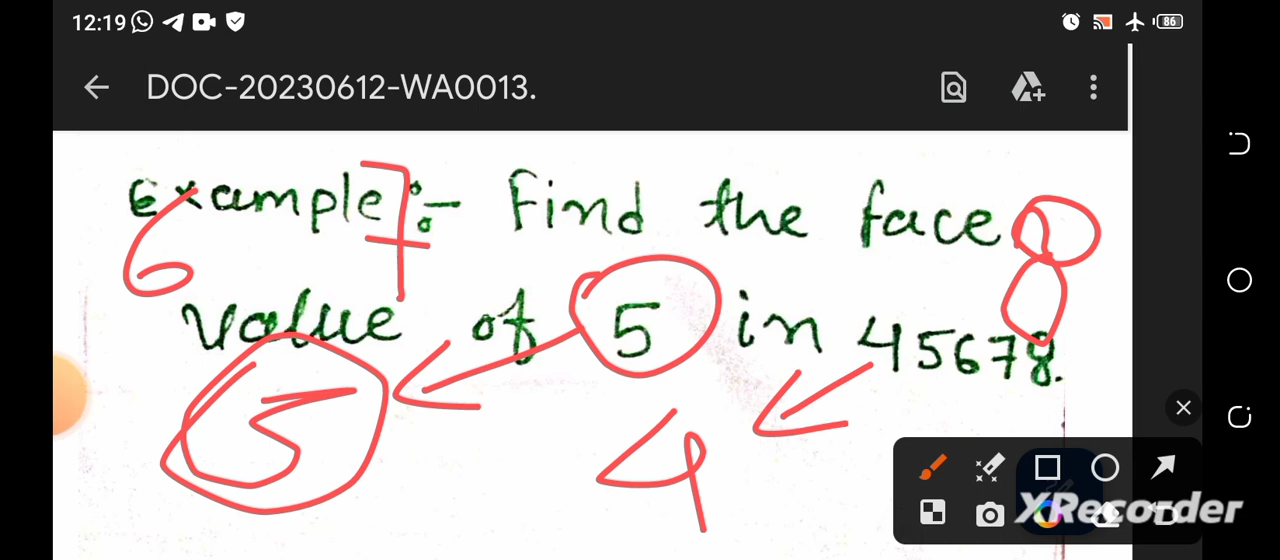 12:19 86
DOC-20230612-WA0013.
Example:- Find the face
6 7 8
value of 5 in 45678.
5 4
XRecorder